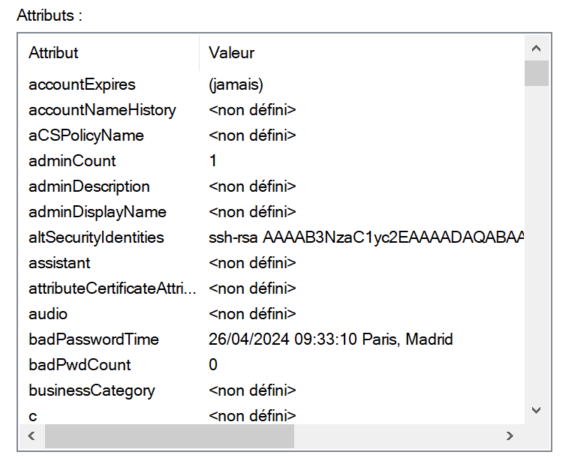 Attributs :
Attribut Valeur
accountExpires (jamais)
accountNameHistory <non défini>
aCSPolicyName <non défini>
adminCount 1
adminDescription <non défini>
adminDisplayName <non défini>
altSecurityIdentities ssh-rsa AAAAB3NzaC1yc2EAAAADAQABAA
assistant <non défini>
attributeCertificateAttri... <non défini>
audio <non défini>
badPasswordTime 26/04/2024 09:33:10 Paris, Madrid
badPwdCount 0
businessCategory <non défini>
c <non défini>